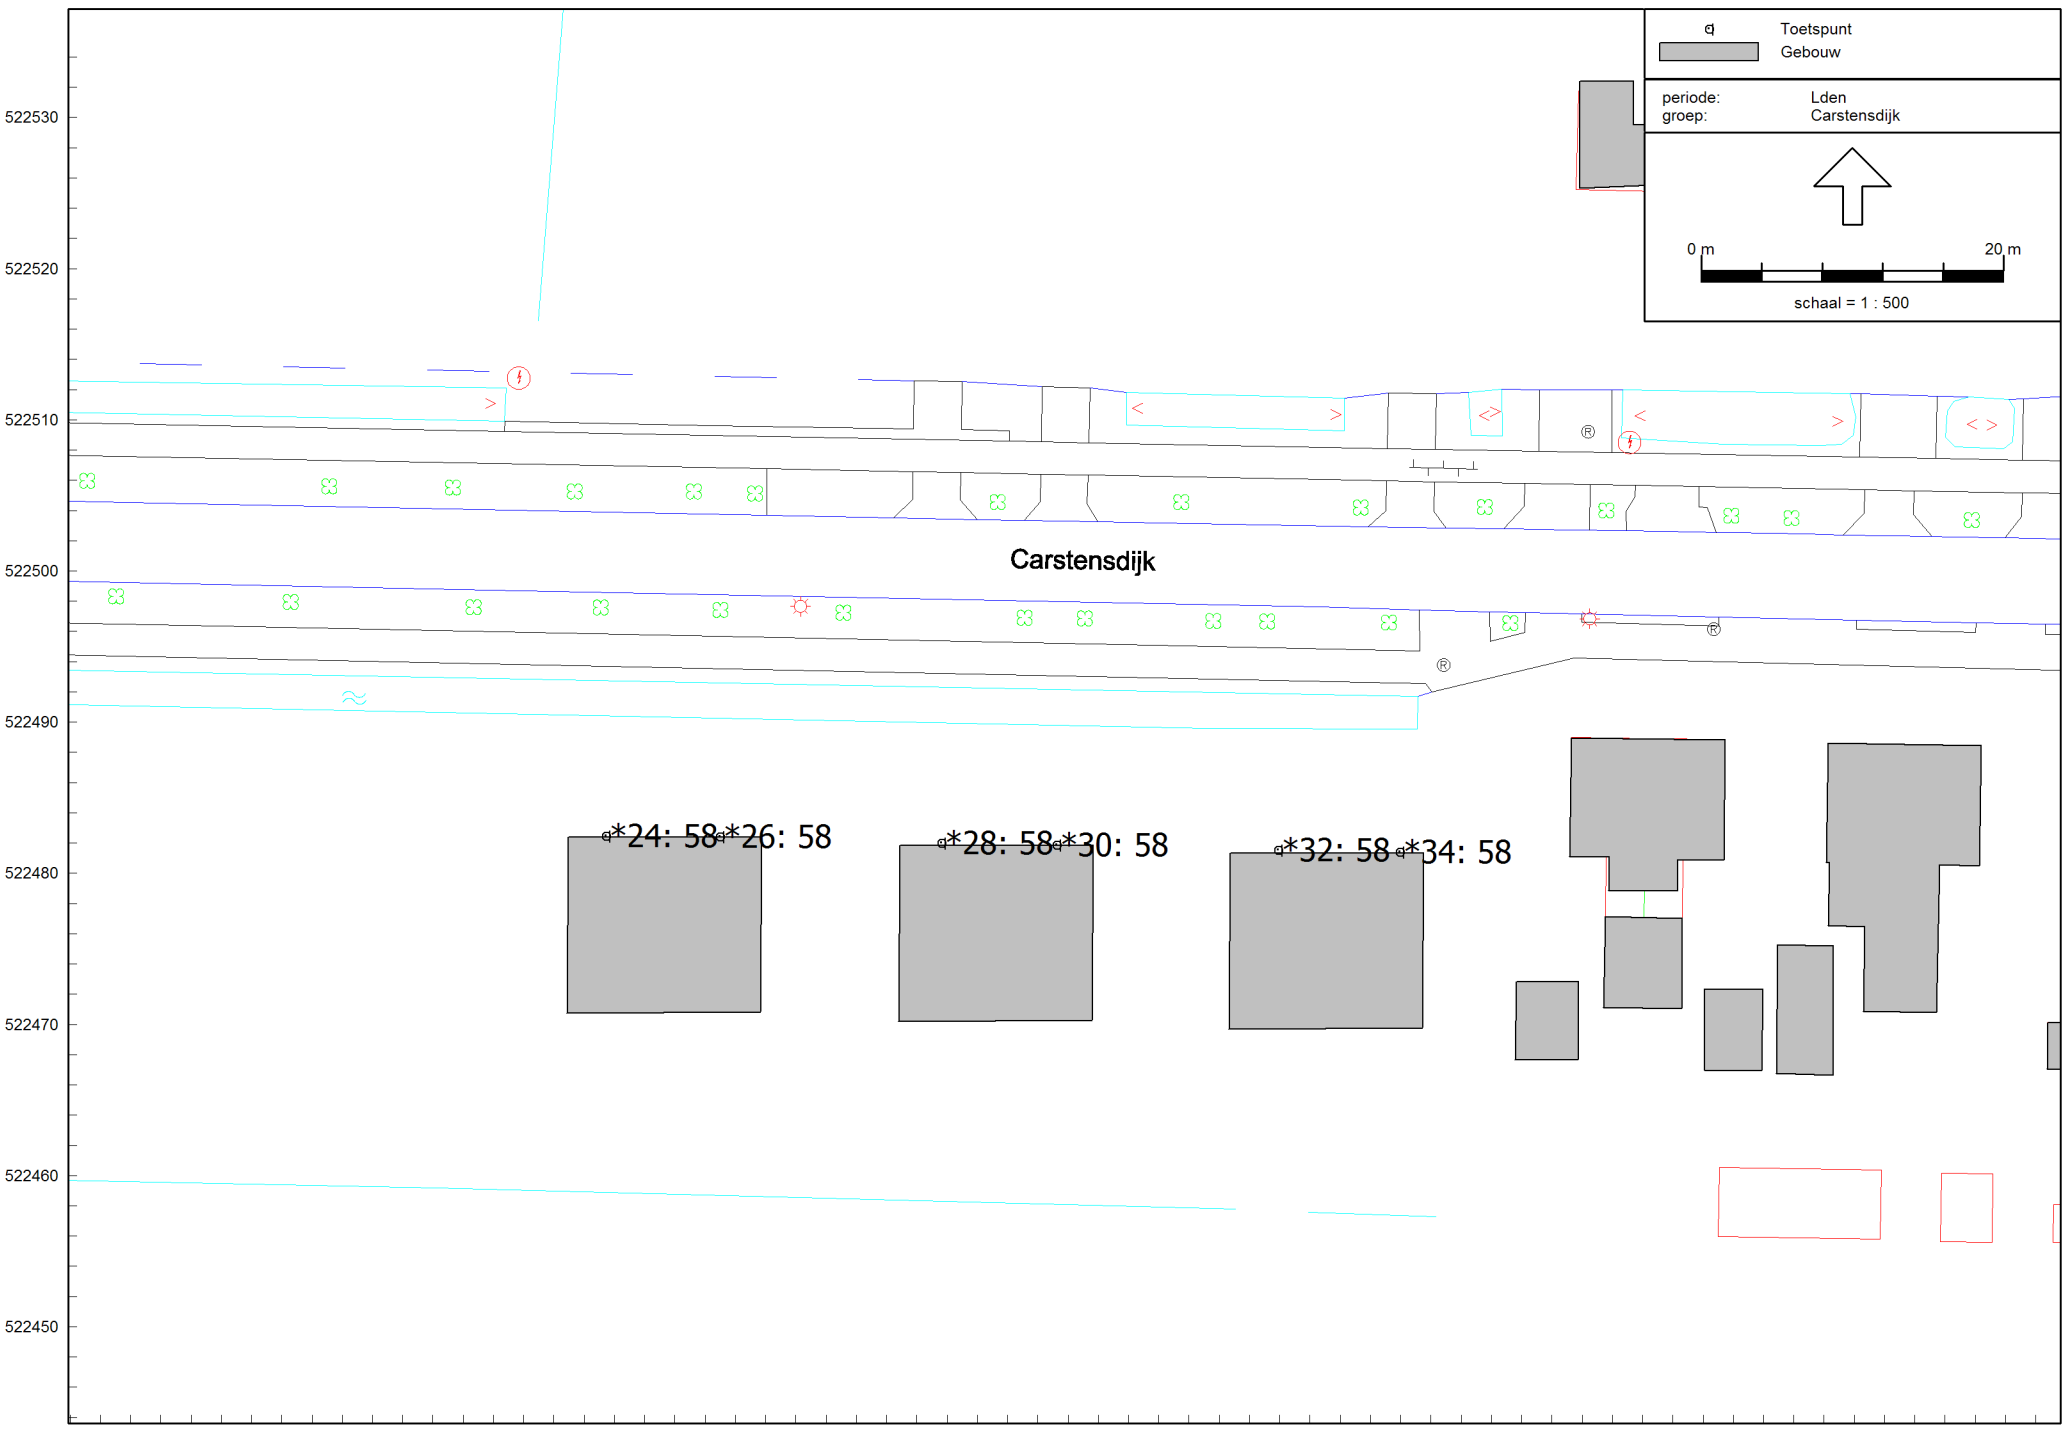 Toetspunt
Gebouw
periode: Lden
groep: Carstensdijk
0 m 20 m
schaal = 1 : 500
522530
522520
522510
522500
522490
522480
522470
522460
522450
R
Carstensdijk
R
R
*24: 58 *26: 58 *28: 58 *30: 58 *32: 58 *34: 58